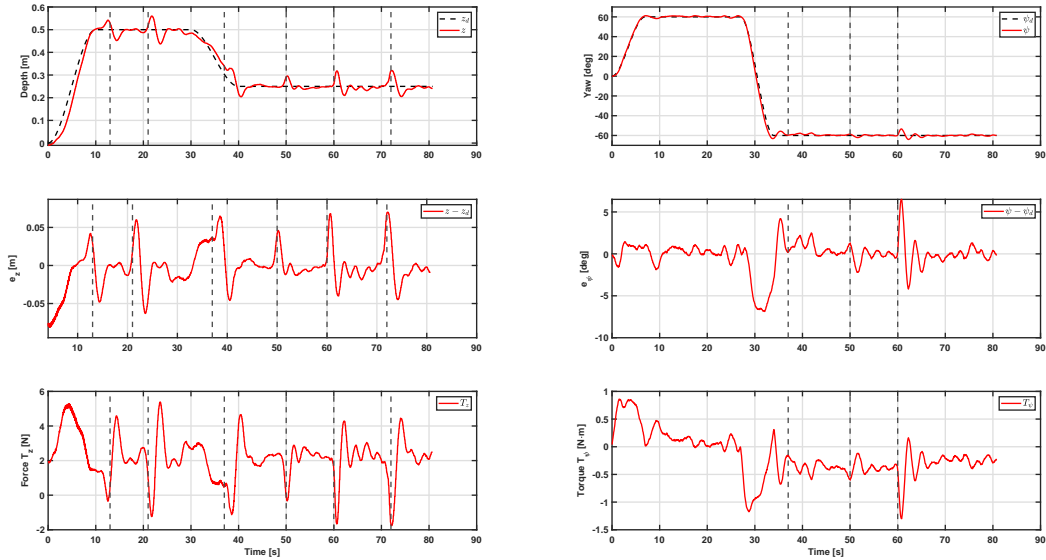 0.6
0.5
0.4
0.3
0.2
0.1
0
Depth [m]
z_d
z
0 10 20 30 40 50 60 70 80 90
60
40
20
0
-20
-40
-60
Yaw [deg]
ψ_d
ψ
0 10 20 30 40 50 60 70 80 90
0.05
0
-0.05
e_z [m]
z − z_d
10 20 30 40 50 60 70 80 90
5
0
-5
-10
e_ψ [deg]
ψ − ψ_d
0 10 20 30 40 50 60 70 80 90
6
4
2
0
-2
Force T_z [N]
T_z
0 10 20 30 40 50 60 70 80 90
Time [s]
1
0.5
0
-0.5
-1
-1.5
Torque T_ψ [N·m]
T_ψ
0 10 20 30 40 50 60 70 80 90
Time [s]